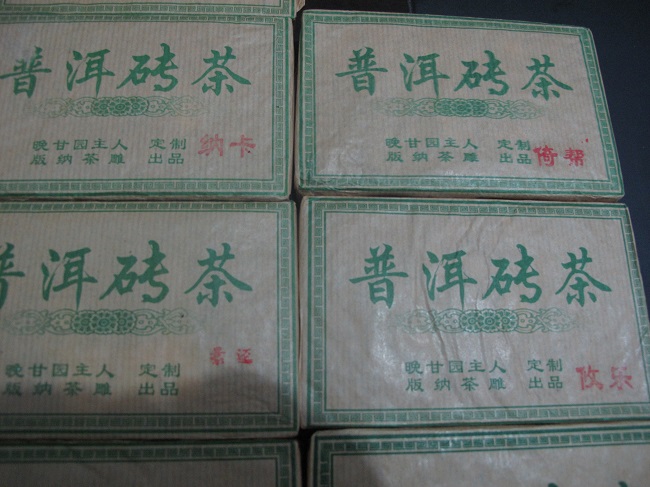 普洱砖茶
晚甘园主人 定制
版纳茶雕 出品
纳卡
普洱砖茶
晚甘园主人 定制
版纳茶雕 出品
倚帮
普洱砖茶
晚甘园主人 定制
版纳茶雕 出品
普洱砖茶
晚甘园主人 定制
版纳茶雕 出品
攸乐